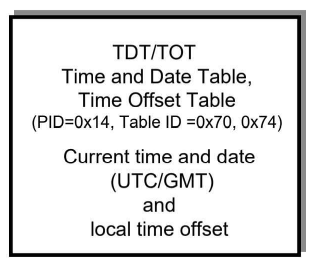 TDT/TOT
Time and Date Table,
Time Offset Table
(PID=0x14, Table ID =0x70, 0x74)
Current time and date
(UTC/GMT)
and
local time offset